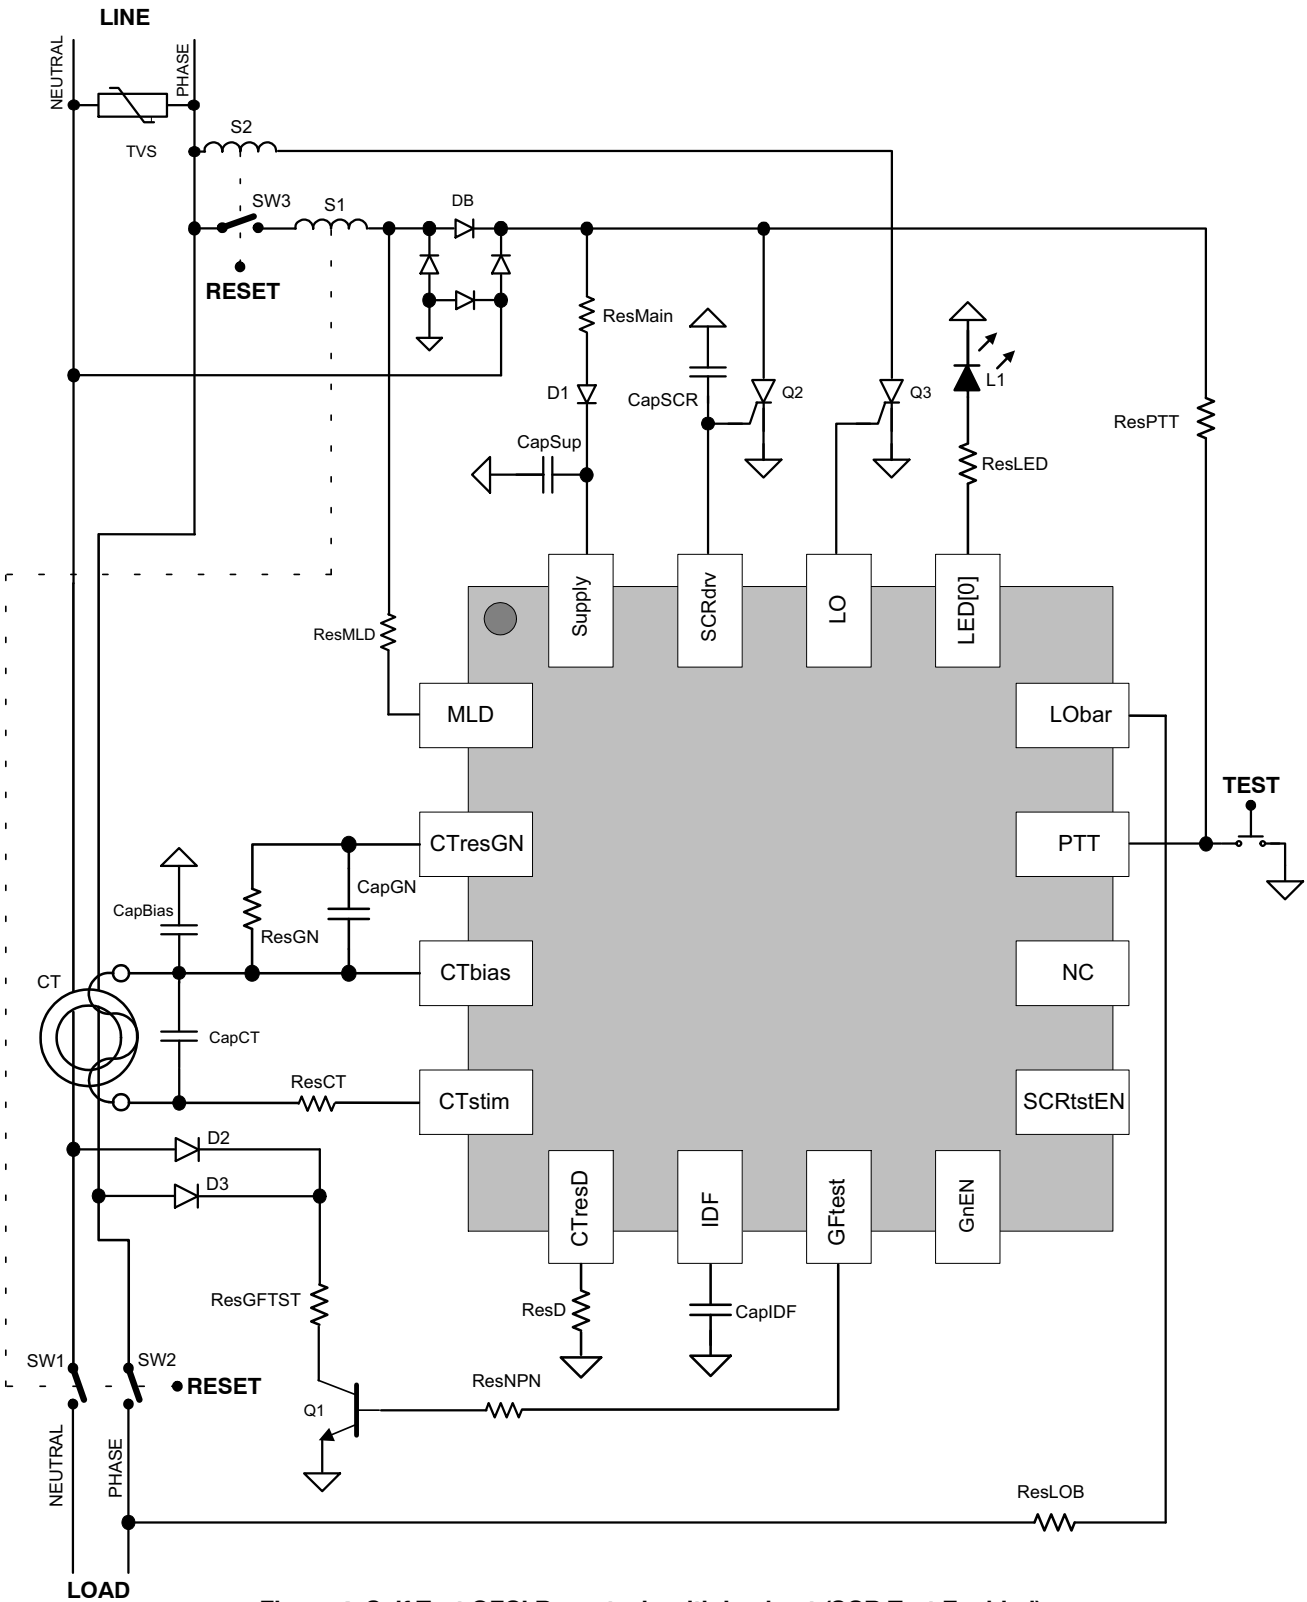 LINE
NEUTRAL
PHASE
TVS
S2
SW3
S1
DB
RESET
ResMain
D1
CapSup
CapSCR
Q2
Q3
L1
ResLED
ResPTT
ResMLD
Supply
SCRdrv
LO
LED[0]
MLD
LObar
TEST
CTresGN
PTT
CapGN
CapBias
ResGN
CTbias
NC
CT
CapCT
ResCT
CTstim
SCRtstEN
D2
D3
CTresD
IDF
GFtest
GnEN
ResGFTST
ResD
CapIDF
SW1
SW2
RESET
ResNPN
Q1
NEUTRAL
PHASE
ResLOB
LOAD